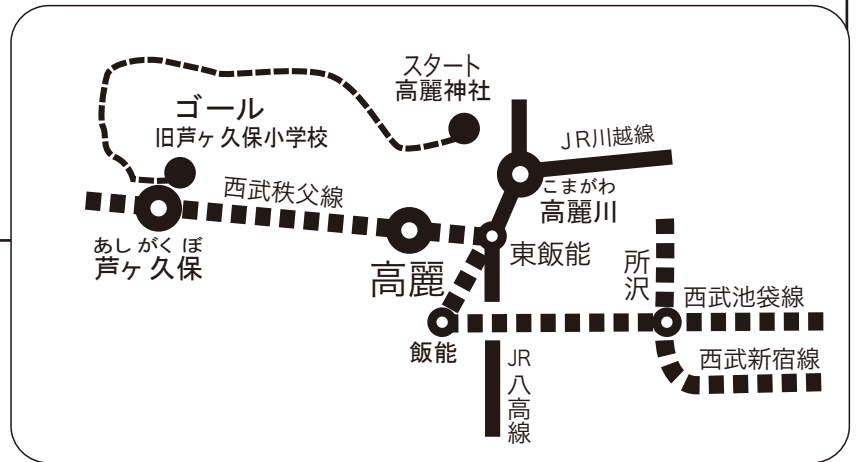 スタート
高麗神社
ゴール
旧芦ヶ久保小学校
JR川越線
西武秩父線
こまがわ
高麗川
あしがくぼ
芦ヶ久保
高麗
東飯能
所沢
西武池袋線
飯能
西武新宿線
JR八高線